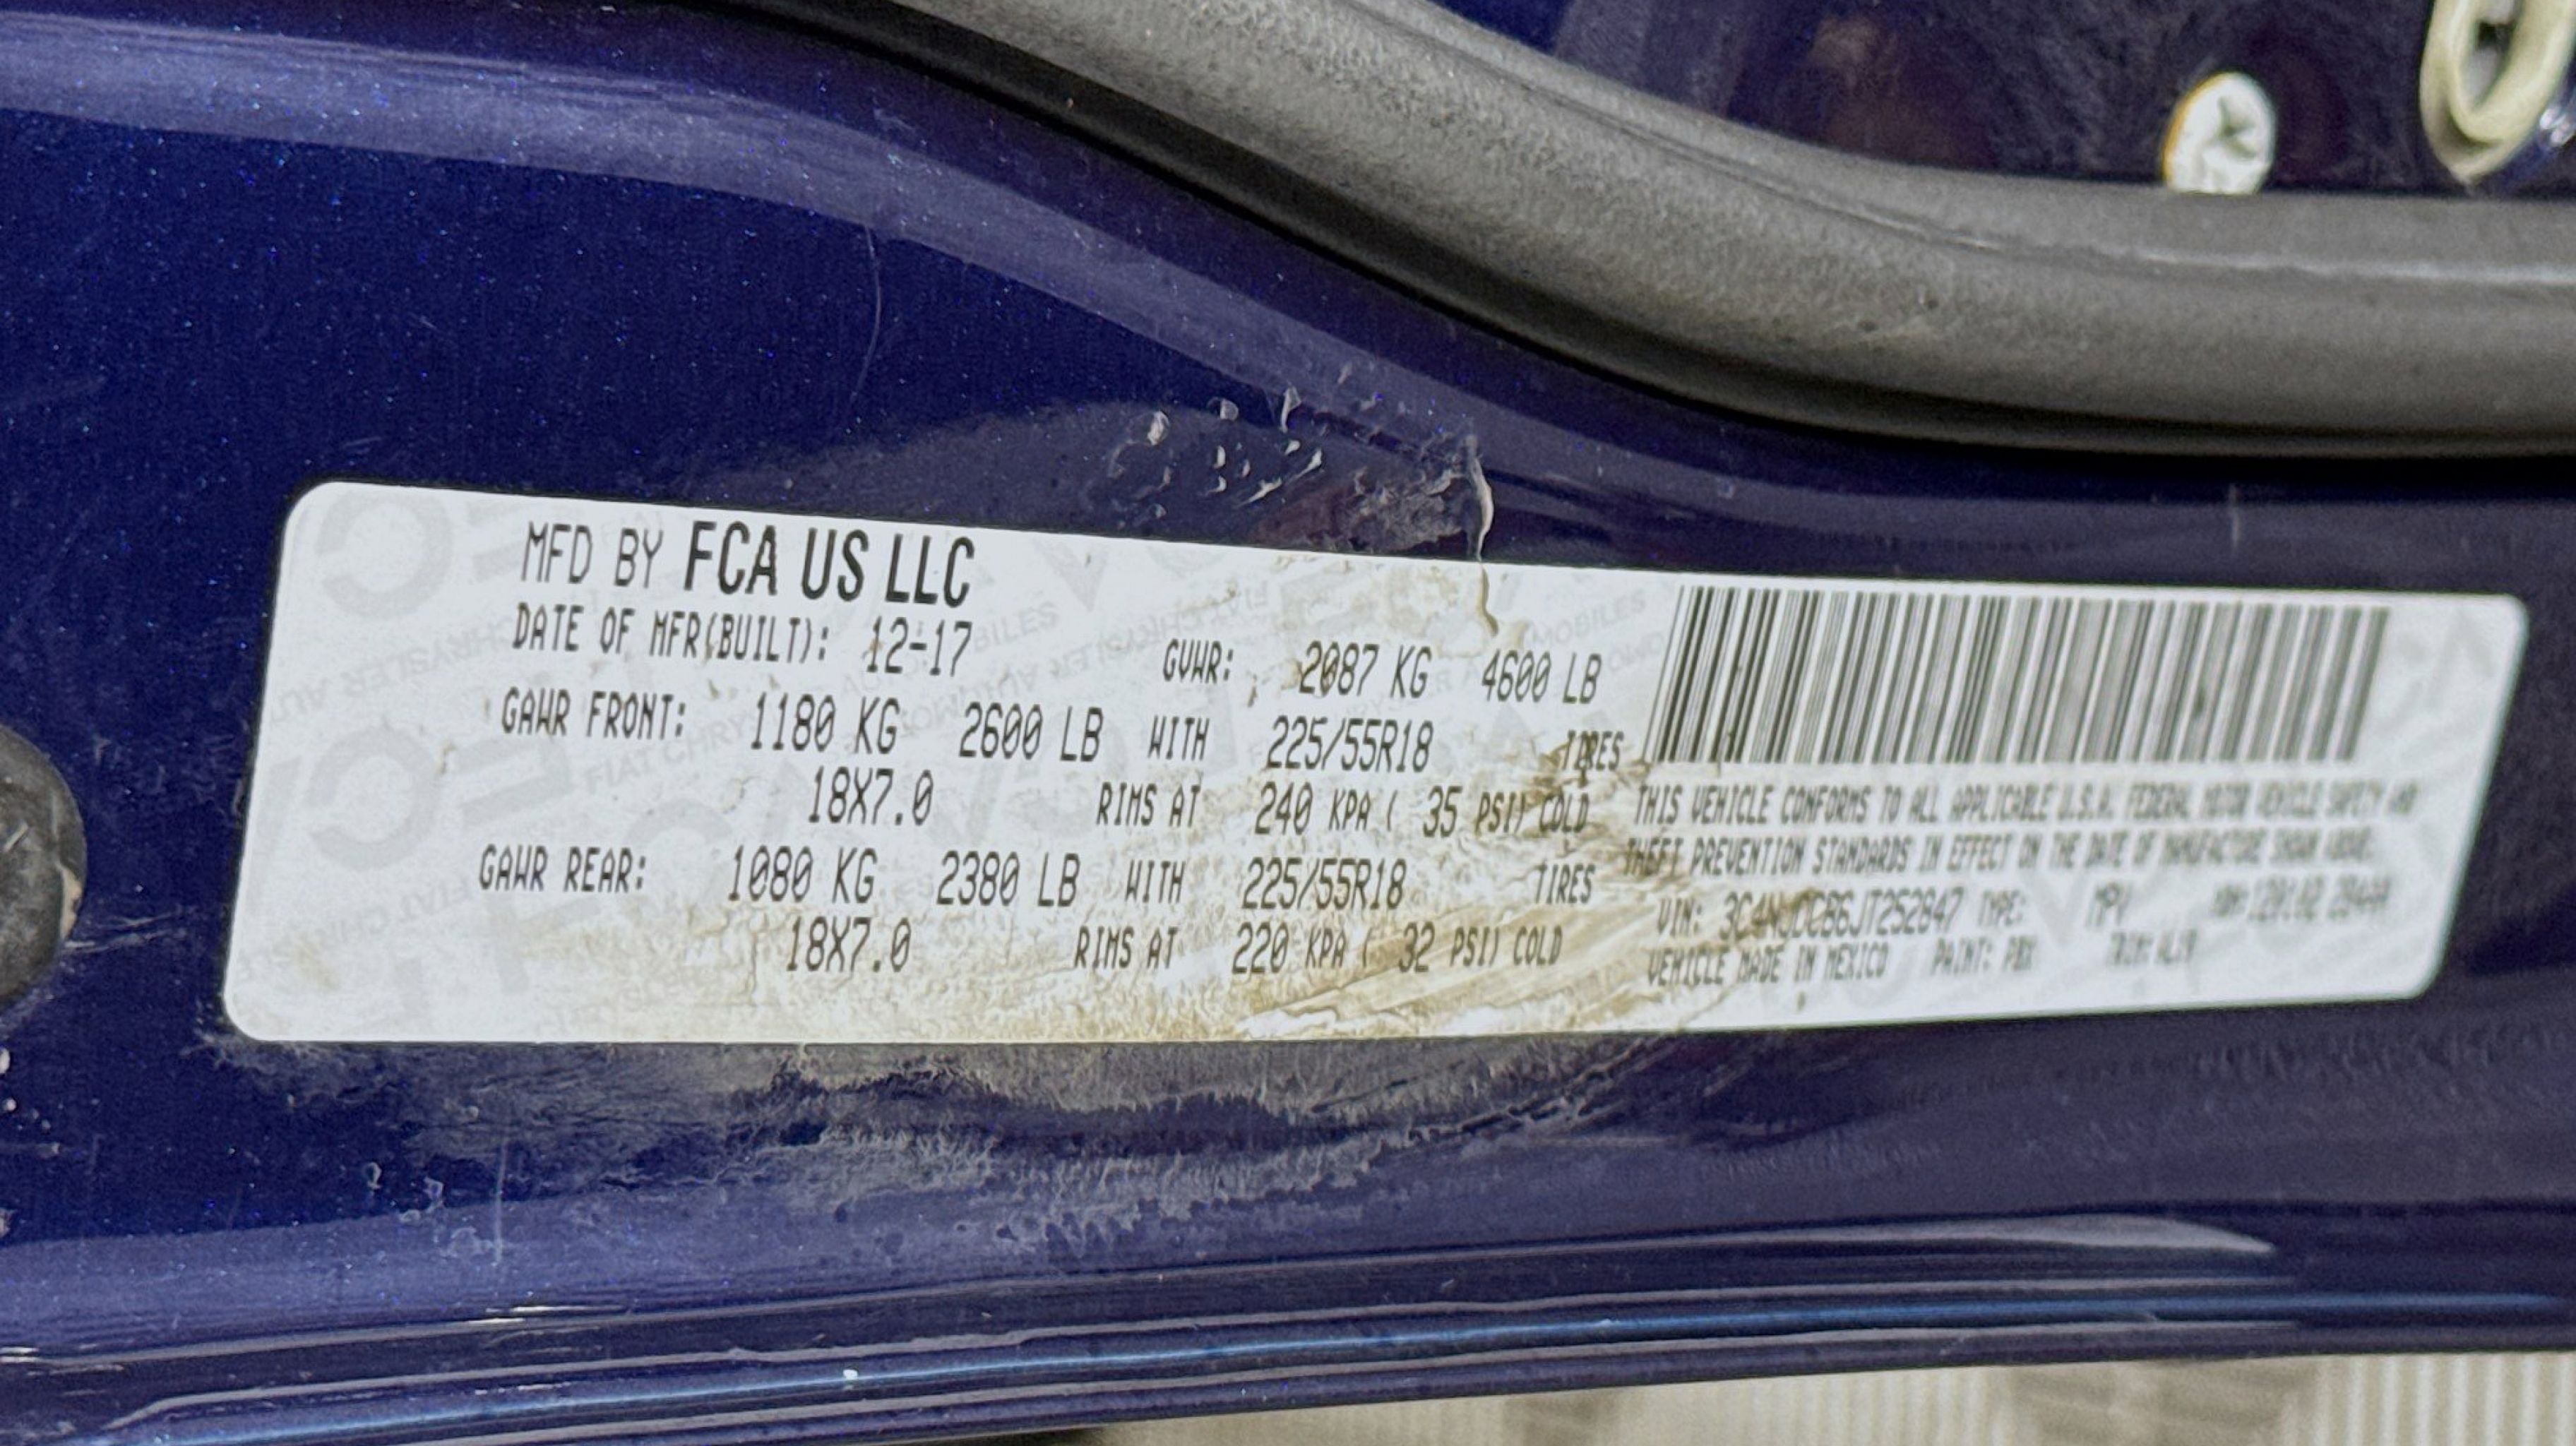 MFD BY FCA US LLC
DATE OF MFR(BUILT): 12-17 GVWR: 2087 KG 4600 LB
GAWR FRONT: 1180 KG 2600 LB WITH 225/55R18 TIRES
18X7.0 RIMS AT 240 KPA ( 35 PSI) COLD
GAWR REAR: 1080 KG 2380 LB WITH 225/55R18 TIRES
18X7.0 RIMS AT 220 KPA ( 32 PSI) COLD
THIS VEHICLE CONFORMS TO ALL APPLICABLE U.S.A. FEDERAL MOTOR VEHICLE SAFETY AND
THEFT PREVENTION STANDARDS IN EFFECT ON THE DATE OF MANUFACTURE SHOWN ABOVE.
VIN: 3C4NJDCB6JT252847 TYPE: MPV
VEHICLE MADE IN MEXICO PAINT: PBX